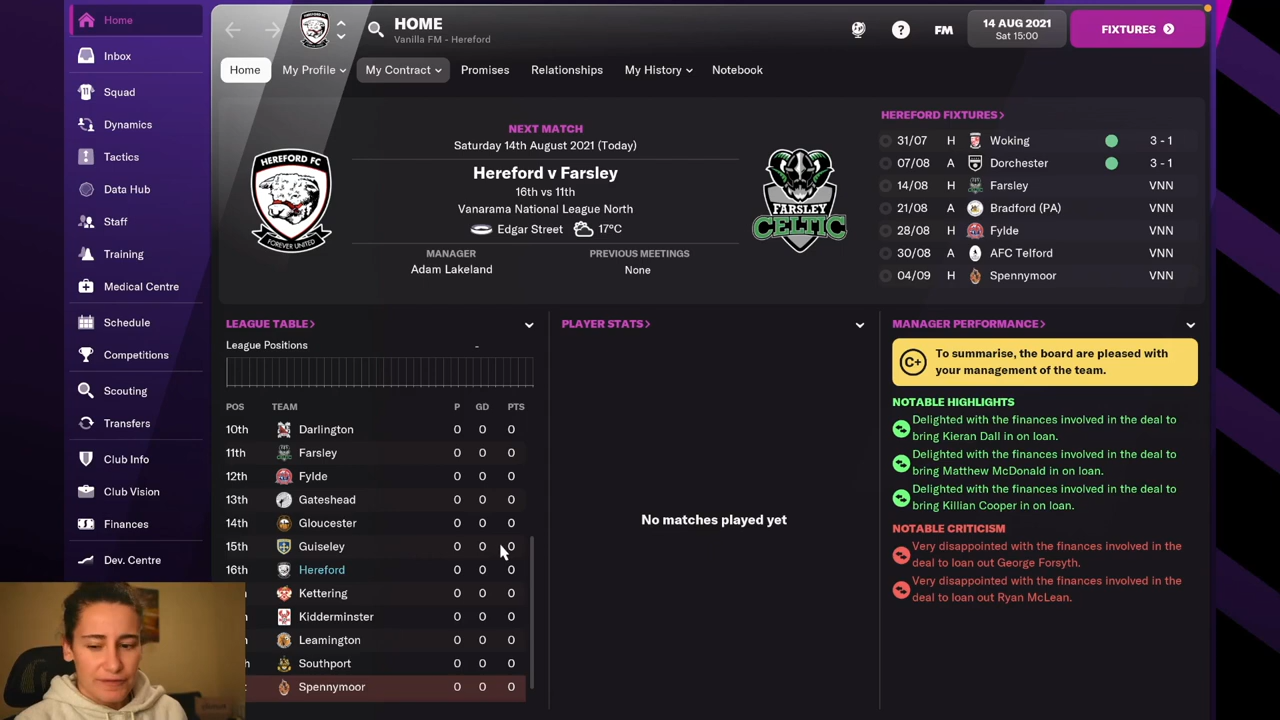 Home
Inbox
Squad
Dynamics
Tactics
Data Hub
Staff
Training
Medical Centre
Schedule
Competitions
Scouting
Transfers
Club Info
Club Vision
Finances
Dev. Centre
HOME
Vanilla FM - Hereford
FM
14 AUG 2021
Sat 15:00
FIXTURES
Home
My Profile
My Contract
Promises
Relationships
My History
Notebook
HEREFORD FC
FOREVER UNITED
NEXT MATCH
Saturday 14th August 2021 (Today)
Hereford v Farsley
16th vs 11th
Vanarama National League North
Edgar Street 17ºC
MANAGER
Adam Lakeland
PREVIOUS MEETINGS
None
FARSLEY
CELTIC
HEREFORD FIXTURES>
31/07 H Woking 3 - 1
07/08 A Dorchester 3 - 1
14/08 H Farsley VNN
21/08 A Bradford (PA) VNN
28/08 H Fylde VNN
30/08 A AFC Telford VNN
04/09 H Spennymoor VNN
LEAGUE TABLE>
League Positions -
POS TEAM P GD PTS
10th Darlington 0 0 0
11th Farsley 0 0 0
12th Fylde 0 0 0
13th Gateshead 0 0 0
14th Gloucester 0 0 0
15th Guiseley 0 0 0
16th Hereford 0 0 0
Kettering 0 0 0
Kidderminster 0 0 0
Leamington 0 0 0
Southport 0 0 0
Spennymoor 0 0 0
PLAYER STATS>
No matches played yet
MANAGER PERFORMANCE>
C+
To summarise, the board are pleased with
your management of the team.
NOTABLE HIGHLIGHTS
Delighted with the finances involved in the deal to
bring Kieran Dall in on loan.
Delighted with the finances involved in the deal to
bring Matthew McDonald in on loan.
Delighted with the finances involved in the deal to
bring Killian Cooper in on loan.
NOTABLE CRITICISM
Very disappointed with the finances involved in the
deal to loan out George Forsyth.
Very disappointed with the finances involved in the
deal to loan out Ryan McLean.